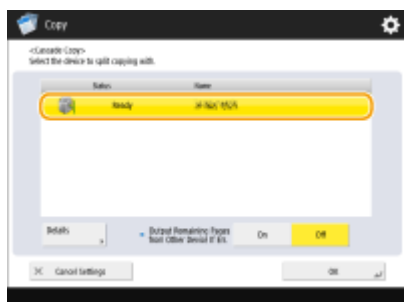 Copy
<Cascade Copy>
Select the device to split copying with.
Status Name
Ready
Details
Output Remaining Pages
from Other Device if Err.
On
Off
Cancel Settings
OK